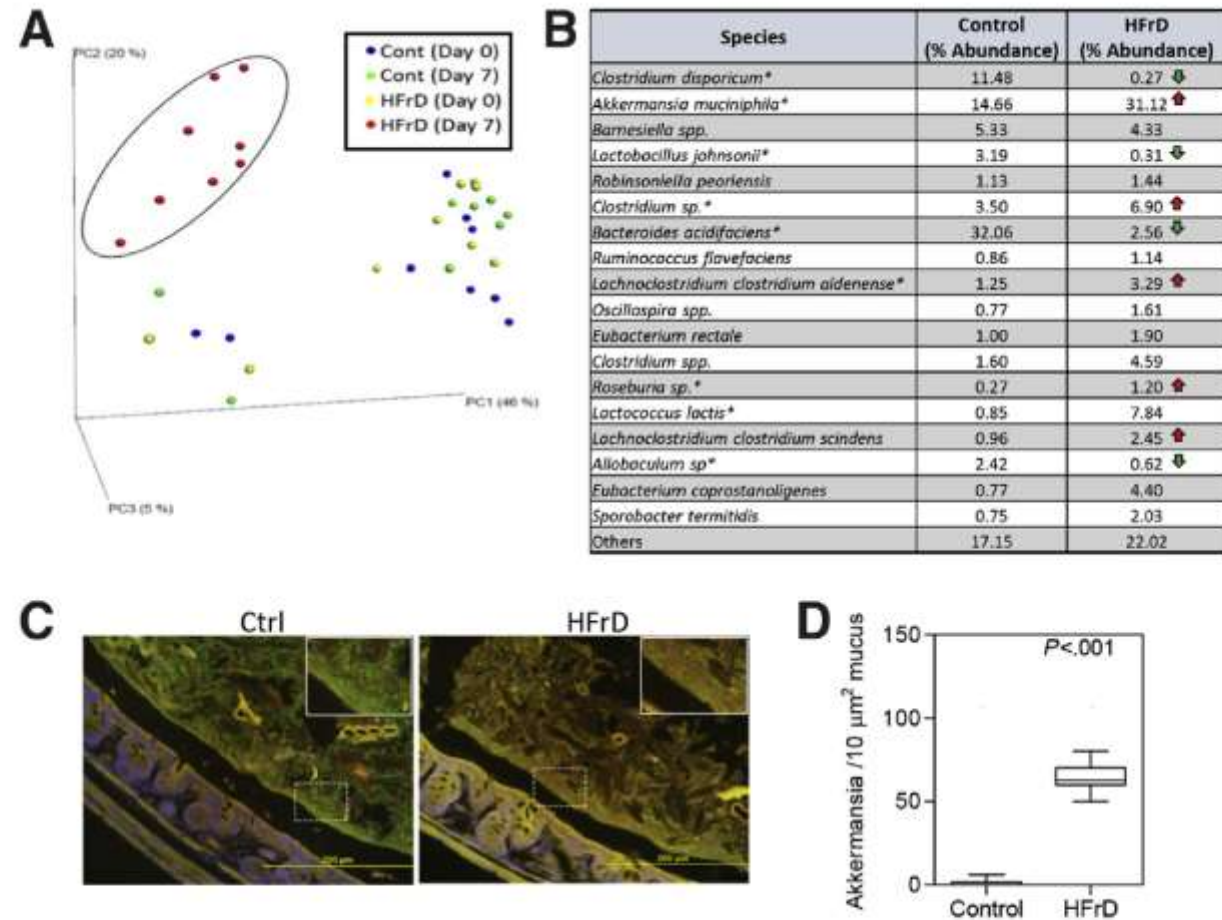 A
PC2 (20 %)
Cont (Day 0)
Cont (Day 7)
HFrD (Day 0)
HFrD (Day 7)
PC1 (46 %)
PC3 (5 %)
B
Species Control (% Abundance) HFrD (% Abundance)
Clostridium disporicum* 11.48 0.27
Akkermansia muciniphila* 14.66 31.12
Barnesiella spp. 5.33 4.33
Lactobacillus johnsonii* 3.19 0.31
Robinsoniella peoriensis 1.13 1.44
Clostridium sp.* 3.50 6.90
Bacteroides acidifaciens* 32.06 2.56
Ruminococcus flavefaciens 0.86 1.14
Lachnoclostridium clostridium aldenense* 1.25 3.29
Oscillospira spp. 0.77 1.61
Eubacterium rectale 1.00 1.90
Clostridium spp. 1.60 4.59
Roseburia sp.* 0.27 1.20
Lactococcus lactis* 0.85 7.84
Lachnoclostridium clostridium scindens 0.96 2.45
Allobaculum sp* 2.42 0.62
Eubacterium coprostanoligenes 0.77 4.40
Sporobacter termitidis 0.75 2.03
Others 17.15 22.02
C
Ctrl HFrD
200 µm 200 µm
D
Akkermansia /10 µm² mucus
150
100
50
0
P<.001
Control HFrD